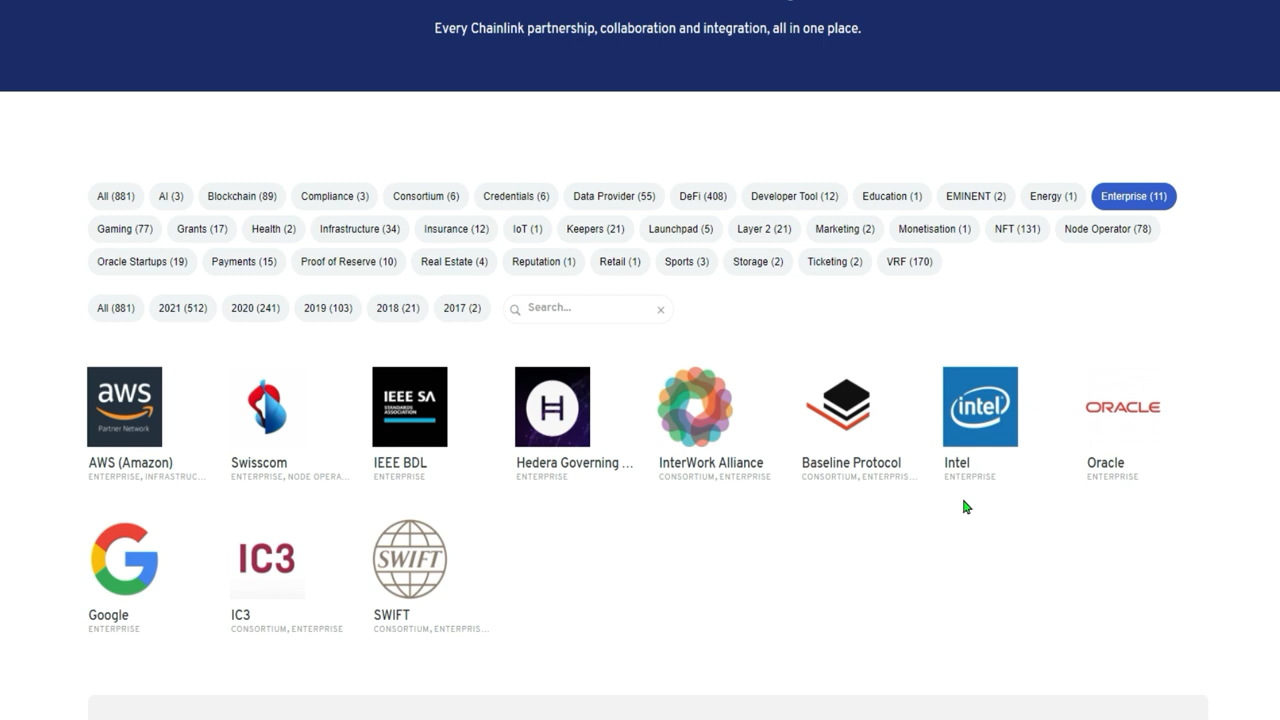 Every Chainlink partnership, collaboration and integration, all in one place.
All (881) AI (3) Blockchain (89) Compliance (3) Consortium (6) Credentials (6) Data Provider (55) DeFi (408) Developer Tool (12) Education (1) EMINENT (2) Energy (1) Enterprise (11)
Gaming (77) Grants (17) Health (2) Infrastructure (34) Insurance (12) IoT (1) Keepers (21) Launchpad (5) Layer 2 (21) Marketing (2) Monetisation (1) NFT (131) Node Operator (78)
Oracle Startups (19) Payments (15) Proof of Reserve (10) Real Estate (4) Reputation (1) Retail (1) Sports (3) Storage (2) Ticketing (2) VRF (170)
All (881) 2021 (512) 2020 (241) 2019 (103) 2018 (21) 2017 (2) Search...
aws
Partner Network
IEEE SA
STANDARDS
ASSOCIATION
H
intel
ORACLE
AWS (Amazon) Swisscom IEEE BDL Hedera Governing ... InterWork Alliance Baseline Protocol Intel Oracle
ENTERPRISE, INFRASTRUC... ENTERPRISE, NODE OPERA... ENTERPRISE ENTERPRISE CONSORTIUM, ENTERPRISE CONSORTIUM, ENTERPRIS... ENTERPRISE ENTERPRISE
G IC3 SWIFT
Google IC3 SWIFT
ENTERPRISE CONSORTIUM, ENTERPRISE CONSORTIUM, ENTERPRIS...